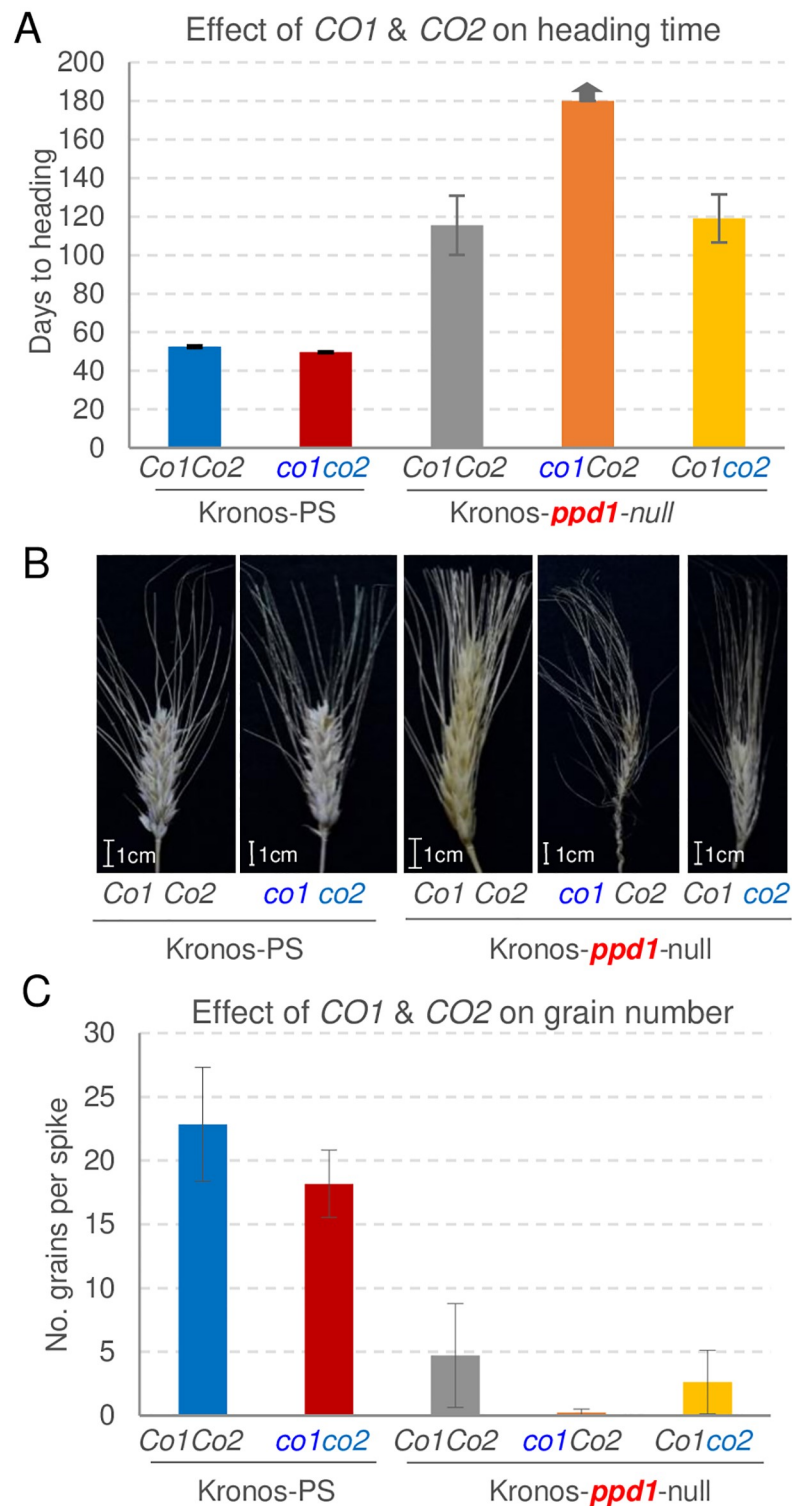 A
Effect of CO1 & CO2 on heading time
Days to heading
200
180
160
140
120
100
80
60
40
20
0
Co1Co2 co1co2 Co1Co2 co1Co2 Co1co2
Kronos-PS Kronos-ppd1-null
B
1cm 1cm 1cm 1cm 1cm
Co1 Co2 co1 co2 Co1 Co2 co1 Co2 Co1 co2
Kronos-PS Kronos-ppd1-null
C
Effect of CO1 & CO2 on grain number
No. grains per spike
30
25
20
15
10
5
0
Co1Co2 co1co2 Co1Co2 co1Co2 Co1co2
Kronos-PS Kronos-ppd1-null